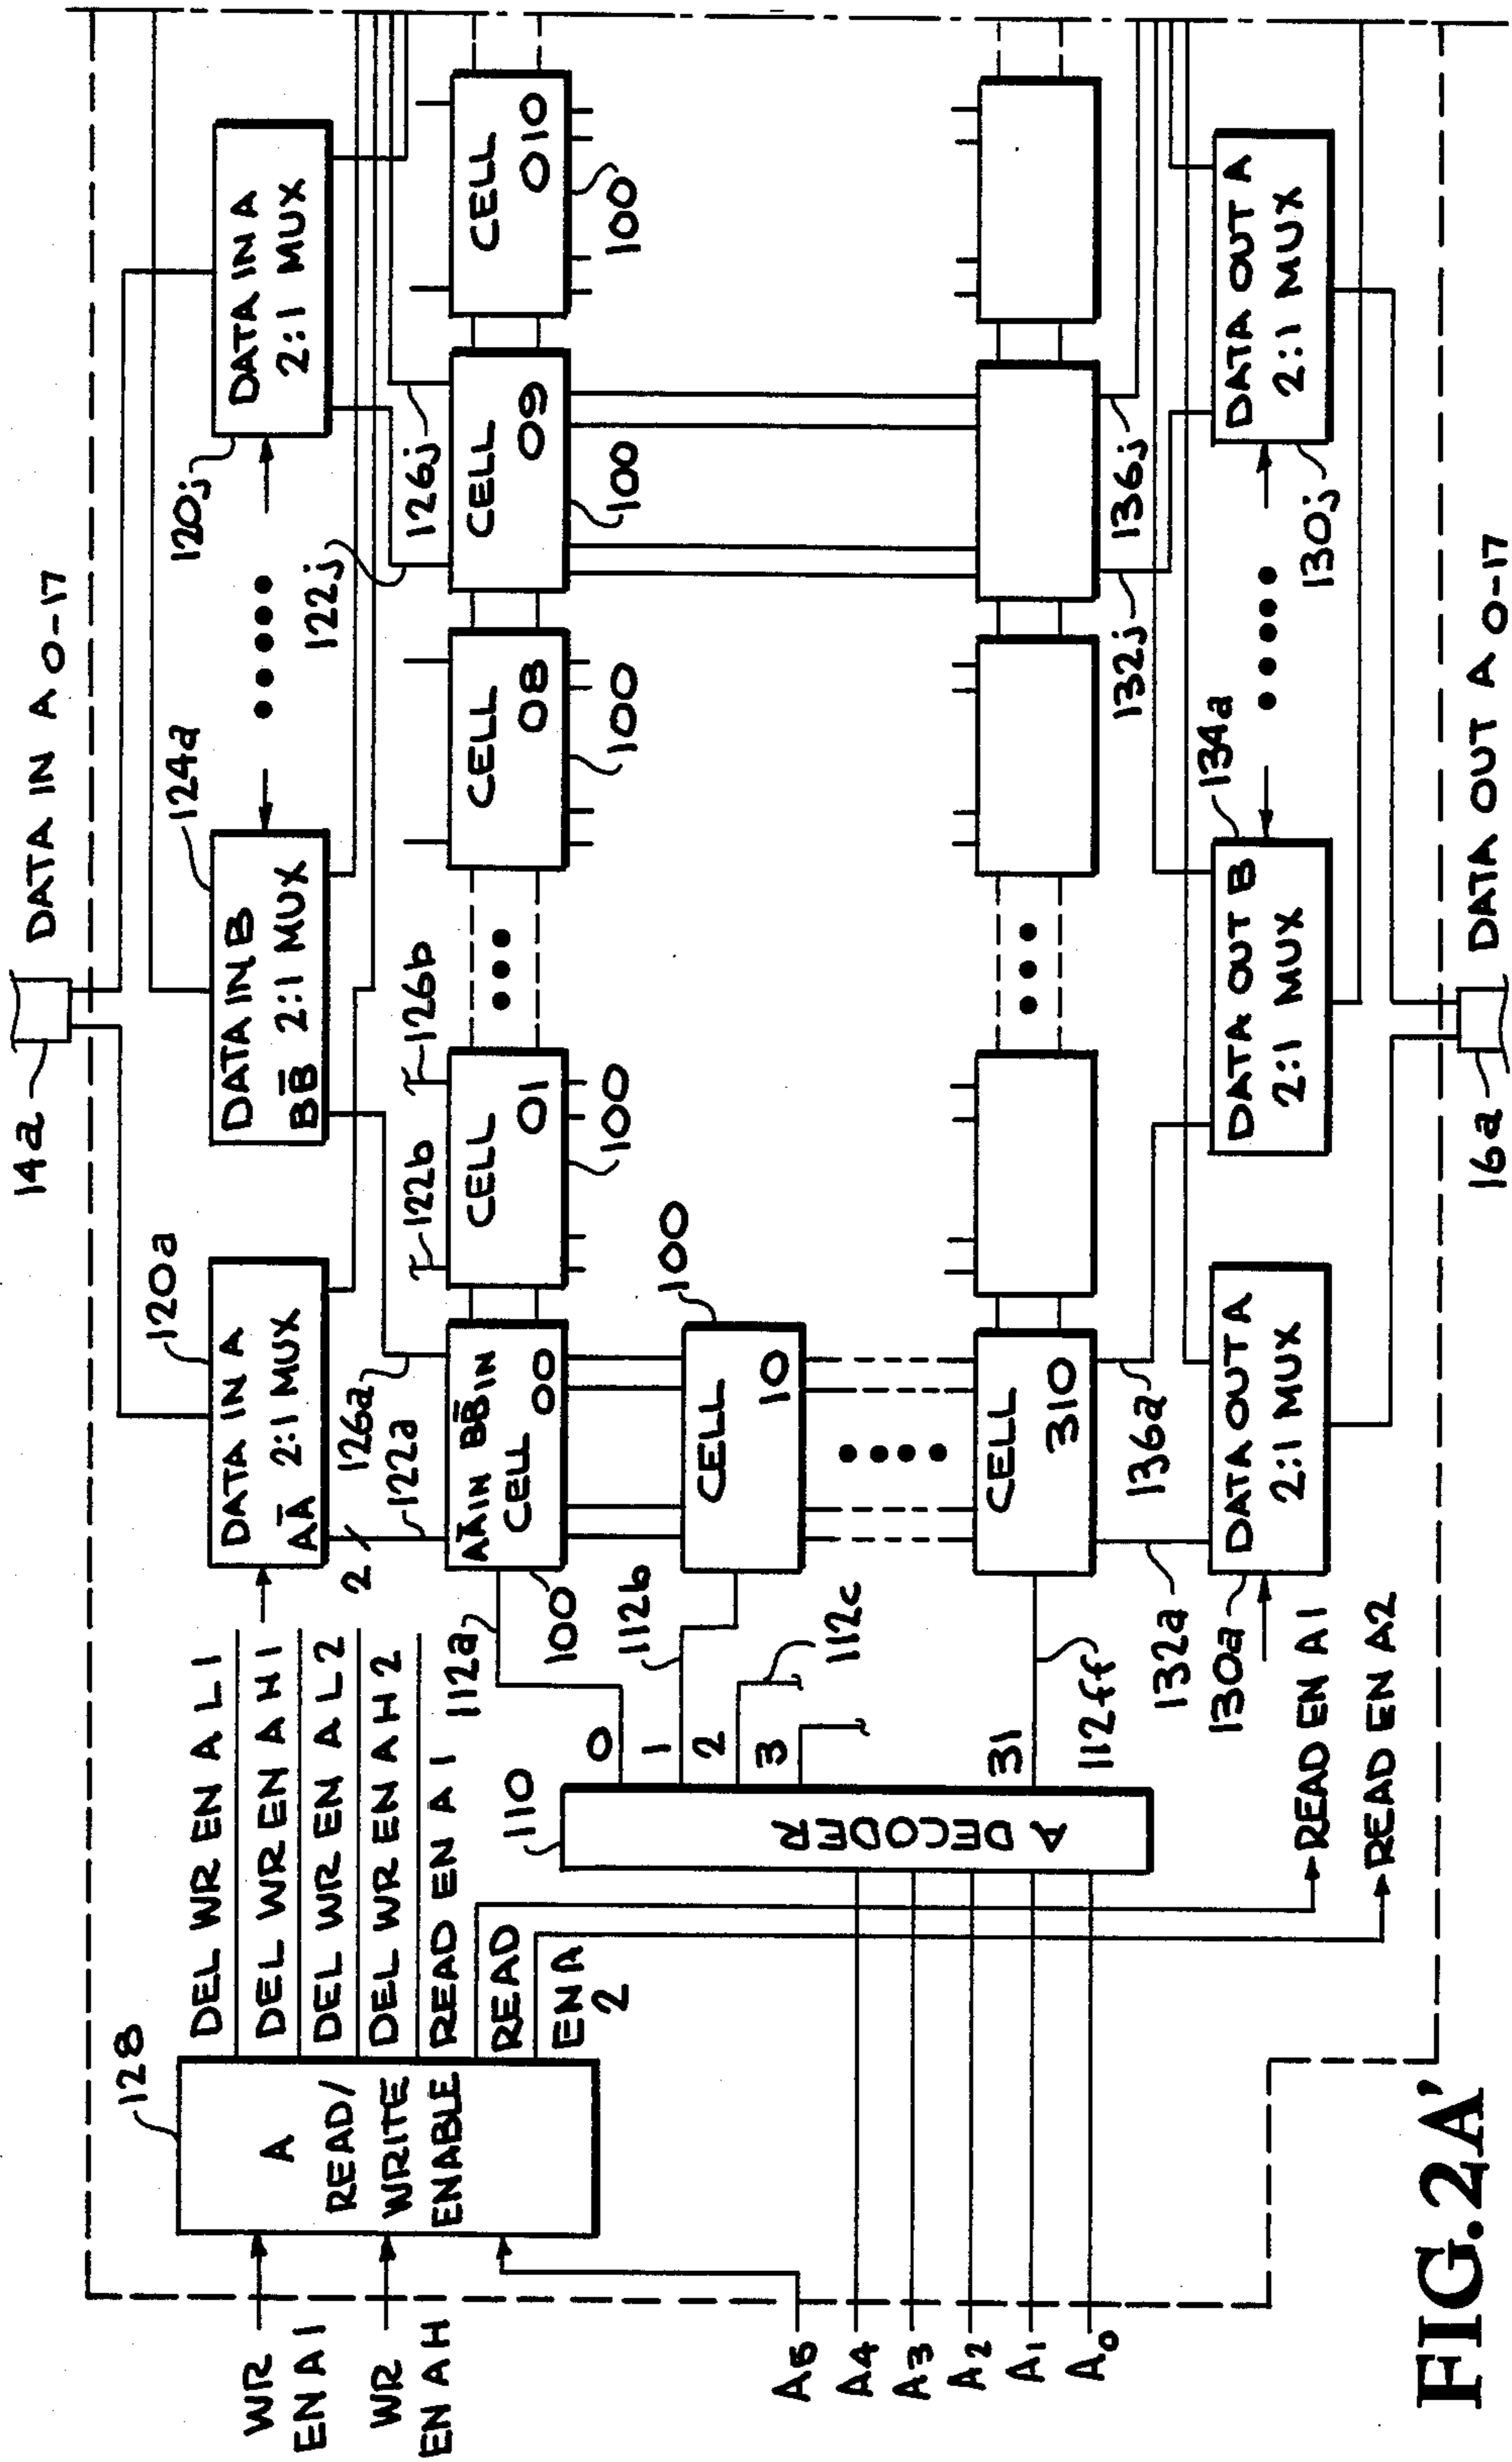 14a
DATA IN A 0-17
120a
124a
120j
DATA IN A
AĀ 2:1 MUX
DATA IN B
BB̄ 2:1 MUX
DATA IN A
2:1 MUX
128
A
READ/
WRITE
ENABLE
WR
EN A1
WR
EN AH
DEL WR EN A L1
DEL WR EN A H1
DEL WR EN A L2
DEL WR EN A H2
READ EN A 1
READ
EN A
2
2
122a
126a
122b
126b
122j
126j
AĀ IN BB̄ IN
CELL
00
CELL
01
CELL
08
CELL
09
CELL
010
100
100
100
100
100
112a
112b
112c
112ff
110
A DECODER
0
1
2
3
31
CELL
10
100
CELL
310
A5
A4
A3
A2
A1
A0
132a
136a
132j
136j
130a
134a
130j
DATA OUT A
2:1 MUX
DATA OUT B
2:1 MUX
DATA OUT A
2:1 MUX
READ EN A1
READ EN A2
16a
DATA OUT A 0-17
FIG.2A'